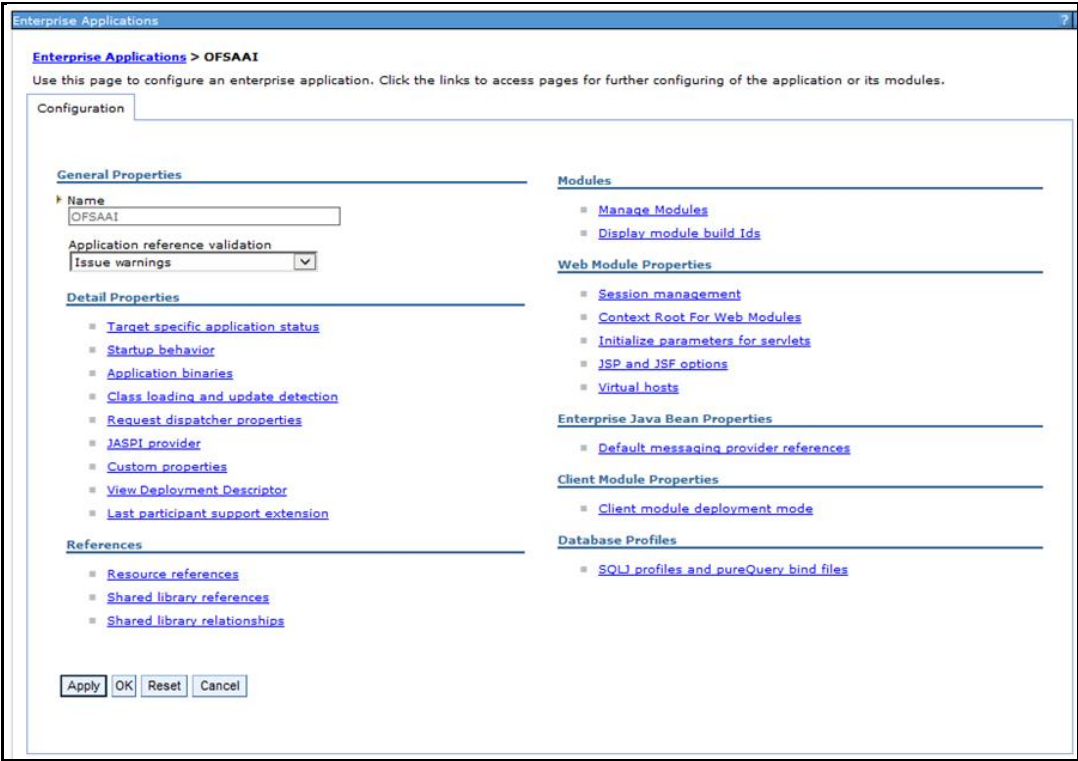 Enterprise Applications ?
Enterprise Applications > OFSAAI
Use this page to configure an enterprise application. Click the links to access pages for further configuring of the application or its modules.
Configuration
General Properties
Name
OFSAAI
Application reference validation
Issue warnings
Detail Properties
Target specific application status
Startup behavior
Application binaries
Class loading and update detection
Request dispatcher properties
JASPI provider
Custom properties
View Deployment Descriptor
Last participant support extension
References
Resource references
Shared library references
Shared library relationships
Modules
Manage Modules
Display module build Ids
Web Module Properties
Session management
Context Root For Web Modules
Initialize parameters for servlets
JSP and JSF options
Virtual hosts
Enterprise Java Bean Properties
Default messaging provider references
Client Module Properties
Client module deployment mode
Database Profiles
SQLJ profiles and pureQuery bind files
Apply OK Reset Cancel